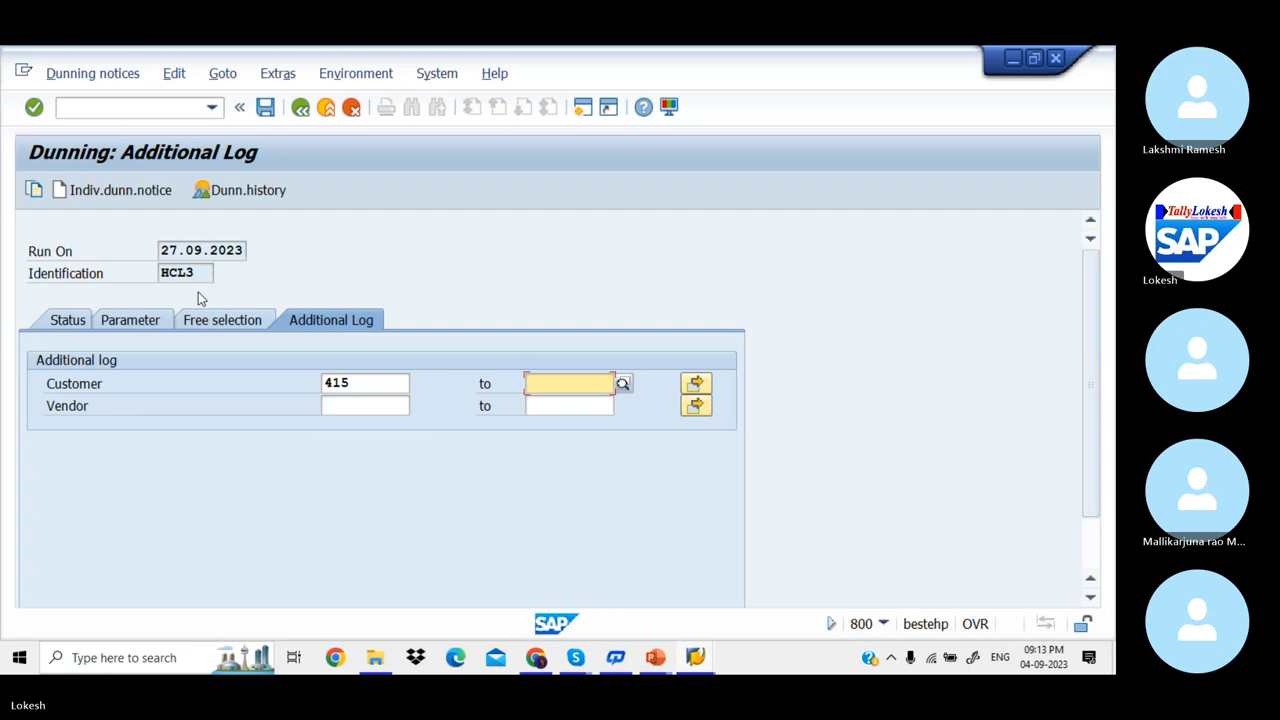 Dunning notices Edit Goto Extras Environment System Help
Dunning: Additional Log
Indiv.dunn.notice Dunn.history
Run On 27.09.2023
Identification HCL3
Status Parameter Free selection Additional Log
Additional log
Customer 415 to
Vendor to
SAP 800 bestehp OVR
Type here to search
ENG 09:13 PM
04-09-2023
Lakshmi Ramesh
TallyLokesh
SAP
Lokesh
Mallikarjuna rao M...
Lokesh